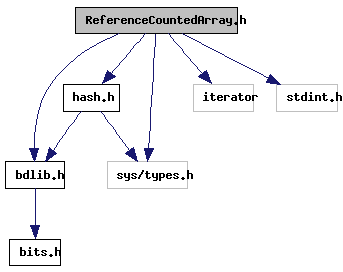 ReferenceCountedArray.h
hash.h
iterator
stdint.h
bdlib.h
sys/types.h
bits.h